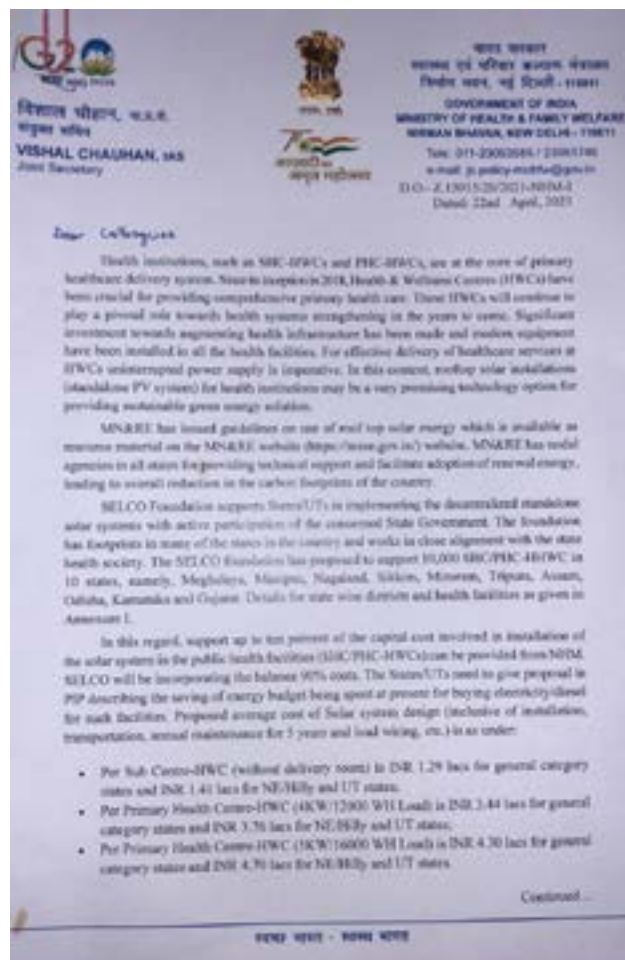 G20
भारत सरकार
स्वास्थ्य एवं परिवार कल्याण मंत्रालय
निर्माण भवन, नई दिल्ली - 110011
GOVERNMENT OF INDIA
MINISTRY OF HEALTH & FAMILY WELFARE
NIRMAN BHAVAN, NEW DELHI - 110011
विशाल चौहान, भा.प्र.से.
संयुक्त सचिव
VISHAL CHAUHAN, IAS
Joint Secretary
आज़ादी का
अमृत महोत्सव
Dated: 22nd April, 2023
Dear Colleagues
Health institutions, such as SHC-HWCs and PHC-HWCs, are at the core of primary
healthcare delivery system. Since its inception in 2018, Health & Wellness Centres (HWCs) have
been crucial for providing comprehensive primary health care. These HWCs will continue to
play a pivotal role towards health systems strengthening in the years to come. Significant
investment towards augmenting health infrastructure has been made and modern equipment
have been installed in all the health facilities. For effective delivery of healthcare services at
HWCs uninterrupted power supply is imperative. In this context, rooftop solar installations
(standalone PV system) for health institutions may be a very promising technology option for
providing sustainable green energy solution.
MN&RE has issued guidelines on use of roof top solar energy which is available as
resource material on the MN&RE website website. MN&RE has nodal
agencies in all states for providing technical support and facilitate adoption of renewal energy,
leading to overall reduction in the carbon footprints of the country.
SELCO Foundation supports States/UTs in implementing the decentralized standalone
solar systems with active participation of the concerned State Government. The foundation
has footprints in many of the states in the country and works in close alignment with the state
health society. The SELCO foundation has proposed to support 10,000 SHC/PHC-HWC in
10 states, namely, Meghalaya, Manipur, Nagaland, Sikkim, Mizoram, Tripura, Assam,
Odisha, Karnataka and Gujarat. Details for state wise districts and health facilities as given in
Annexure I.
In this regard, support up to ten percent of the capital cost involved in installation of
the solar system in the public health facilities (SHC/PHC-HWCs) can be provided from NHM.
SELCO will be incorporating the balance 90% costs. The States/UTs need to give proposal in
PIP describing the saving of energy budget being spent at present for buying electricity/diesel
for such facilities. Proposed average cost of Solar system design (inclusive of installation,
transportation, annual maintenance for 5 years and load wiring, etc.) is as under:
• Per Sub Centre-HWC (without delivery room) is INR 1.29 lacs for general category
states and INR 1.41 lacs for NE/Hilly and UT states;
• Per Primary Health Centre-HWC (4KW/12000 WH Load) is INR 3.44 lacs for general
category states and INR 3.76 lacs for NE/Hilly and UT states;
• Per Primary Health Centre-HWC (5KW/16000 WH Load) is INR 4.30 lacs for general
category states and INR 4.70 lacs for NE/Hilly and UT states.
Continued...
स्वच्छ भारत - स्वस्थ भारत